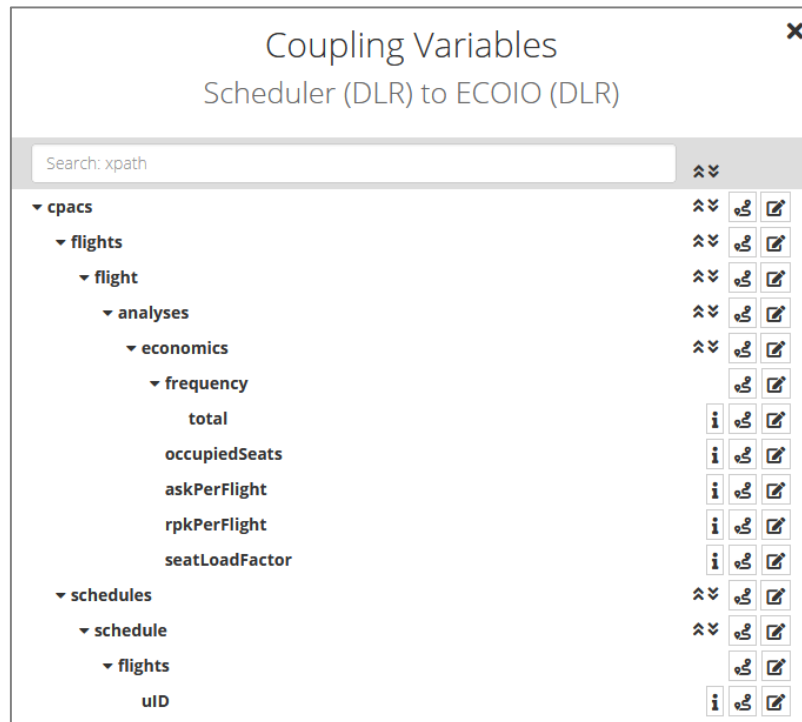 Coupling Variables
Scheduler (DLR) to ECOIO (DLR)
Search: xpath
cpacs
flights
flight
analyses
economics
frequency
total
occupiedSeats
askPerFlight
rpkPerFlight
seatLoadFactor
schedules
schedule
flights
uID